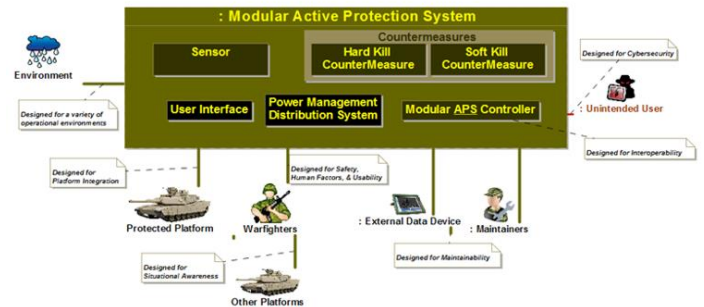 : Modular Active Protection System
Countermeasures
Sensor
Hard Kill
CounterMeasure
Soft Kill
CounterMeasure
Designed for Cybersecurity
Environment
: Unintended User
User Interface
Power Management
Distribution System
Modular APS Controller
Designed for a variety of
operational environments
Designed for Interoperability
Designed for
Platform Integration
Designed for Safety,
Human Factors, & Usability
Protected Platform
Warfighters
: External Data Device
: Maintainers
Designed for
Situational Awareness
Designed for Maintainability
Other Platforms